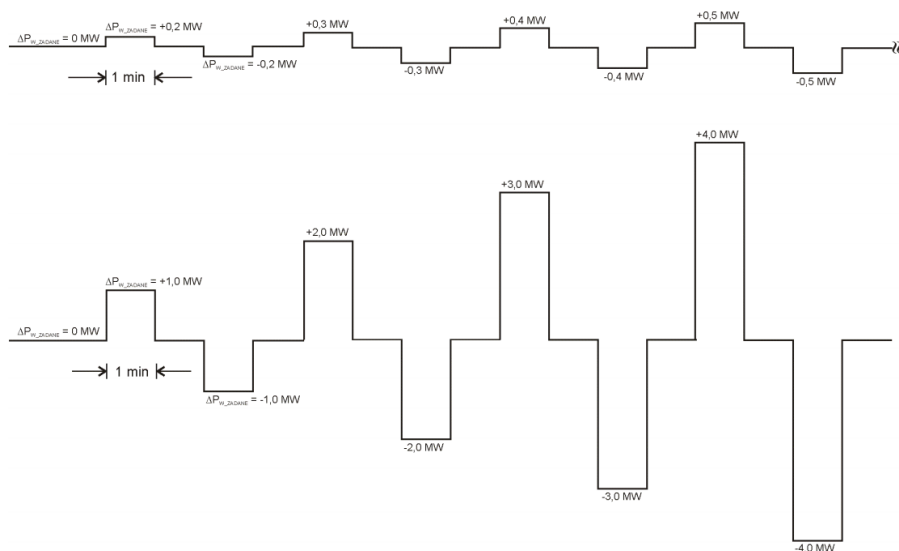 ΔP_W_ZADANE = +0,2 MW
+0,3 MW
+0,4 MW
+0,5 MW
ΔP_W_ZADANE = 0 MW
ΔP_W_ZADANE = -0,2 MW
-0,3 MW
-0,4 MW
-0,5 MW
1 min
+4,0 MW
+3,0 MW
+2,0 MW
ΔP_W_ZADANE = +1,0 MW
ΔP_W_ZADANE = 0 MW
1 min
ΔP_W_ZADANE = -1,0 MW
-2,0 MW
-3,0 MW
-4,0 MW